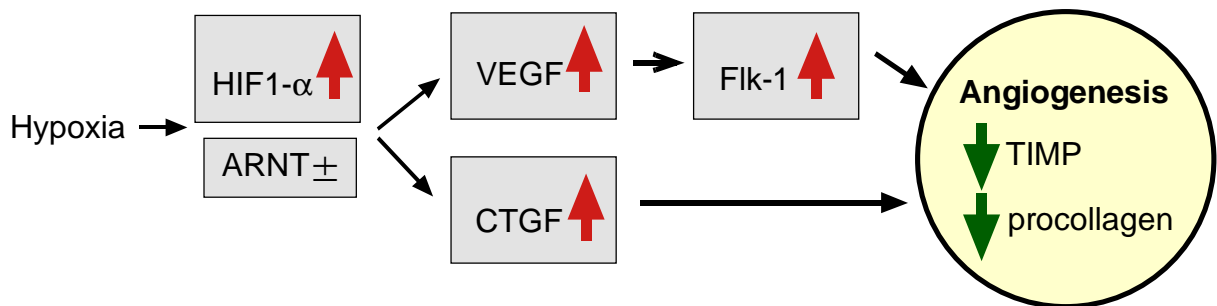 Hypoxia
HIF1-α
ARNT ±
VEGF
Flk-1
CTGF
Angiogenesis
TIMP
procollagen